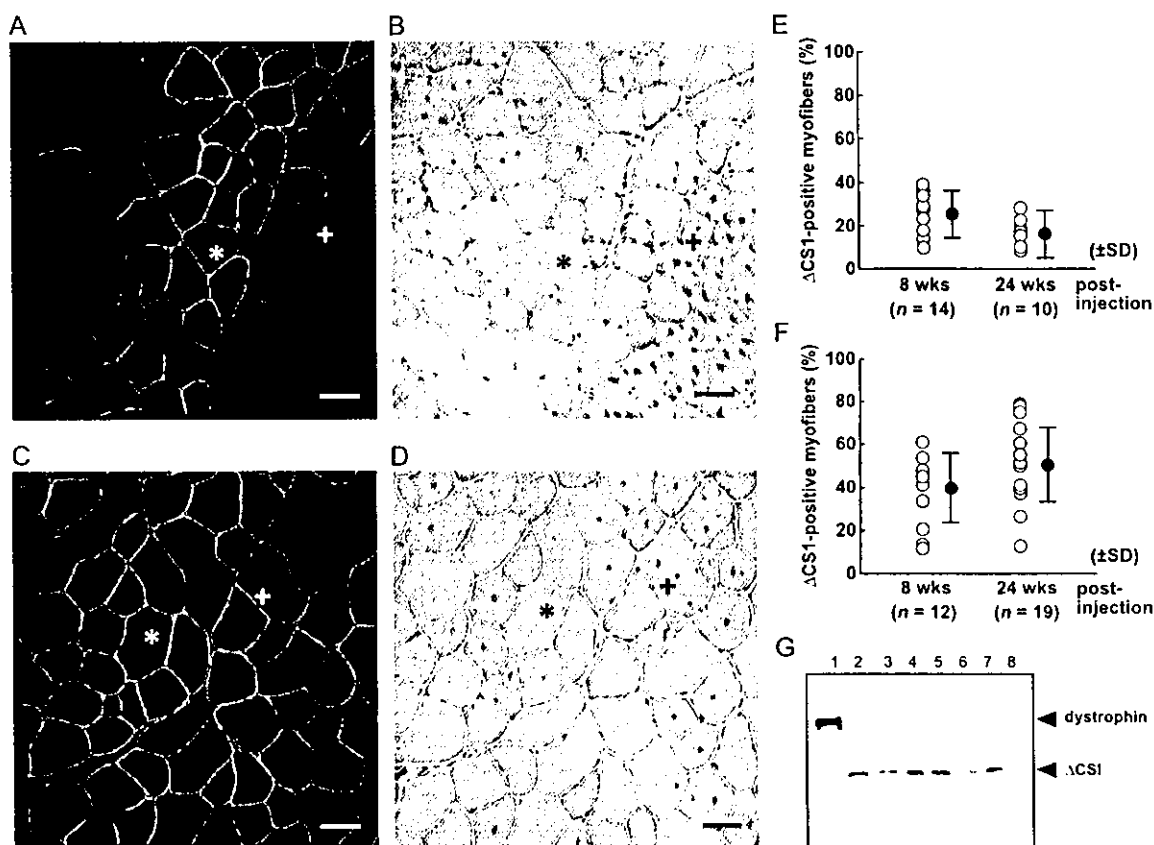 A
B
C
D
E
100
80
60
40
20
0
ΔCS1-positive myofibers (%)
(±SD)
8 wks
24 wks
post-
injection
(n = 14)
(n = 10)
F
100
80
60
40
20
0
ΔCS1-positive myofibers (%)
(±SD)
8 wks
24 wks
post-
injection
(n = 12)
(n = 19)
G
1 2 3 4 5 6 7 8
dystrophin
ΔCS1
* +
* +
* +
* +